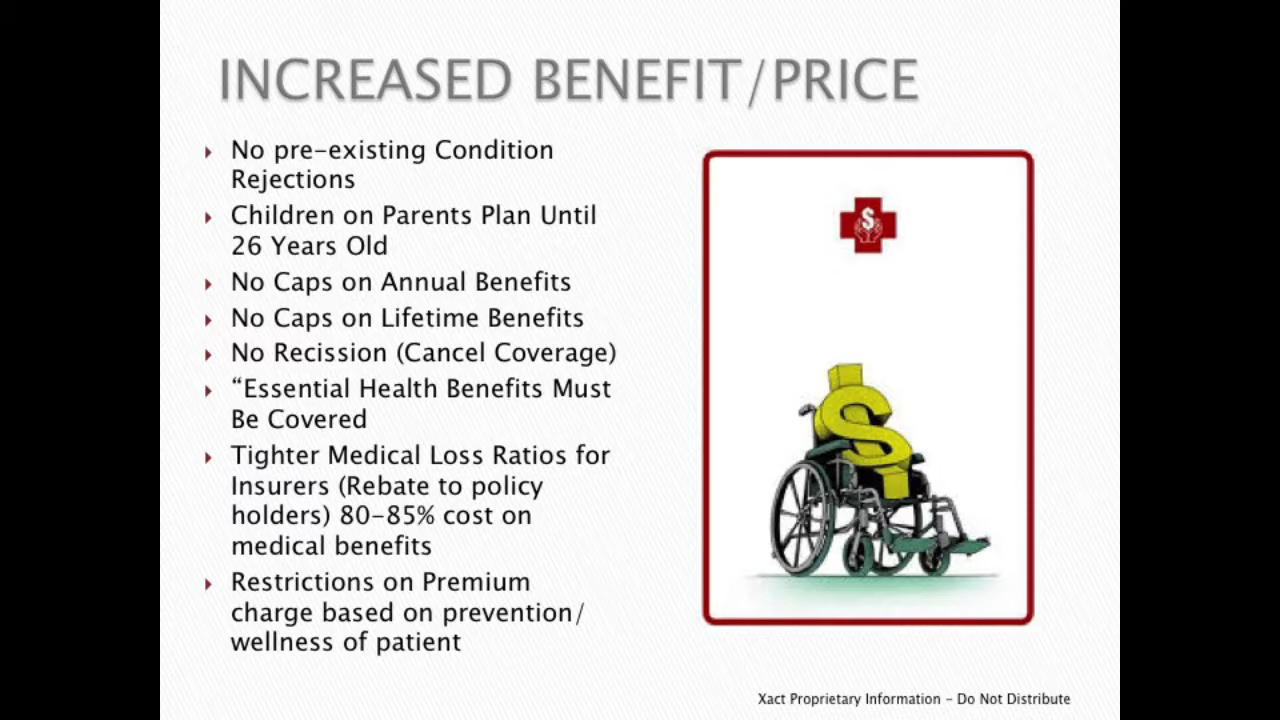 INCREASED BENEFIT/PRICE
No pre-existing Condition
Rejections
Children on Parents Plan Until
26 Years Old
No Caps on Annual Benefits
No Caps on Lifetime Benefits
No Recission (Cancel Coverage)
“Essential Health Benefits Must
Be Covered
Tighter Medical Loss Ratios for
Insurers (Rebate to policy
holders) 80-85% cost on
medical benefits
Restrictions on Premium
charge based on prevention/
wellness of patient
$
$
Xact Proprietary Information - Do Not Distribute